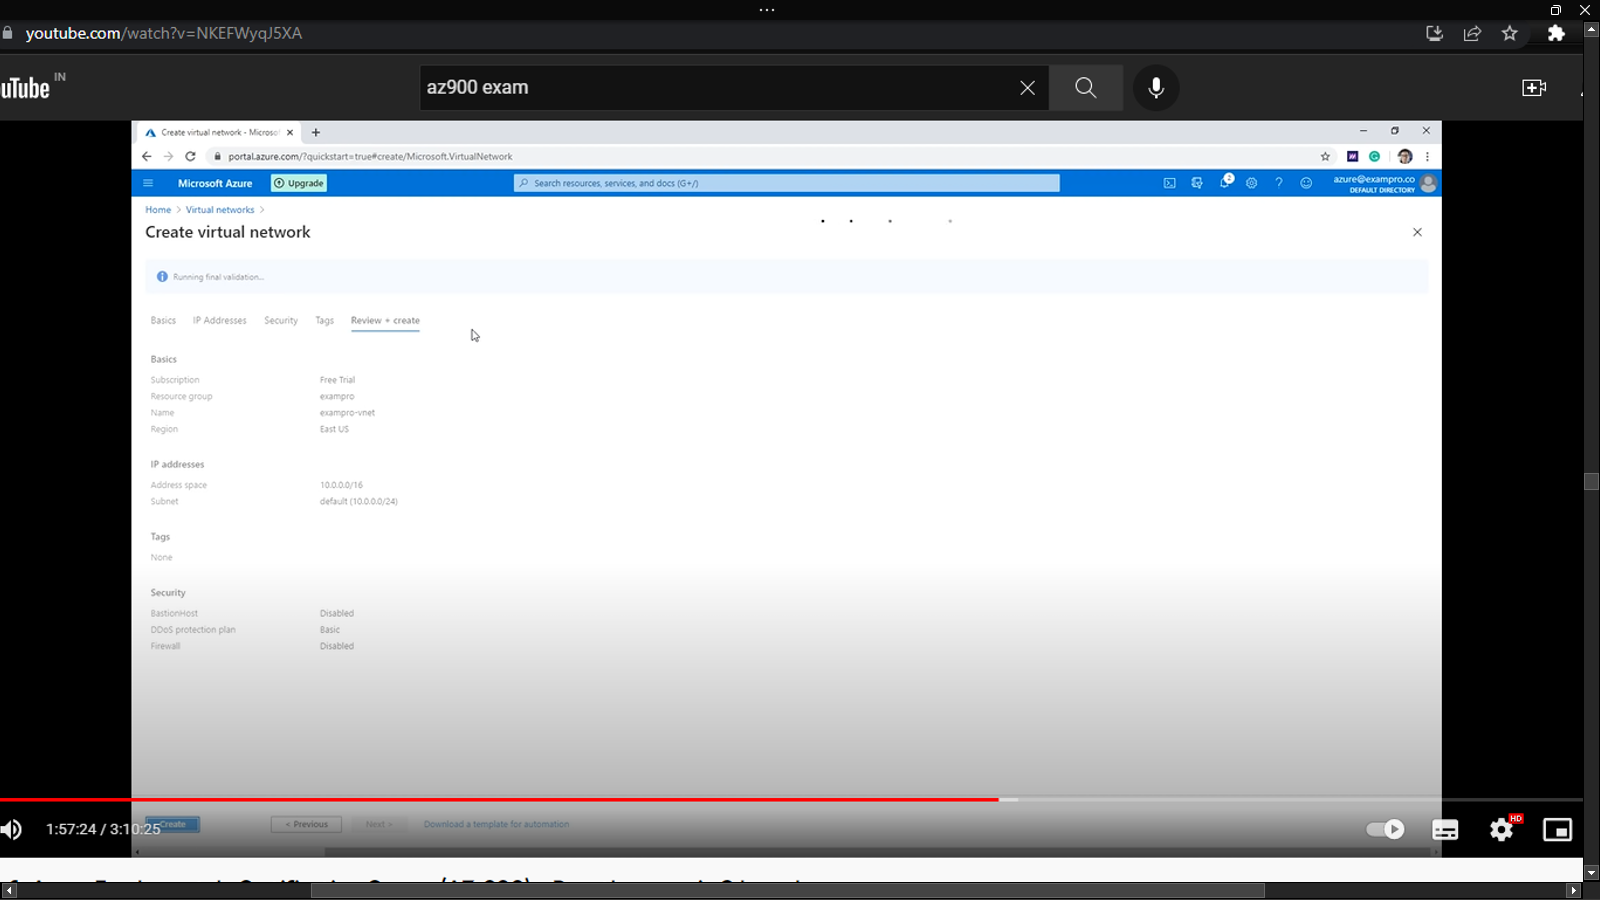 youtube.com/watch?v=NKEFWyqJ5XA
uTube IN
az900 exam
Create virtual network - Microso
portal.azure.com/?quickstart=true#create/Microsoft.VirtualNetwork
Microsoft Azure
Upgrade
Search resources, services, and docs (G+/)
2
azure@exampro.co
DEFAULT DIRECTORY
Home > Virtual networks >
Create virtual network
Running final validation...
Basics IP Addresses Security Tags Review + create
Basics
Subscription Free Trial
Resource group exampro
Name exampro-vnet
Region East US
IP addresses
Address space 10.0.0.0/16
Subnet default (10.0.0.0/24)
Tags
None
Security
BastionHost Disabled
DDoS protection plan Basic
Firewall Disabled
Create
< Previous
Next >
Download a template for automation
1:57:24 / 3:10:25
HD